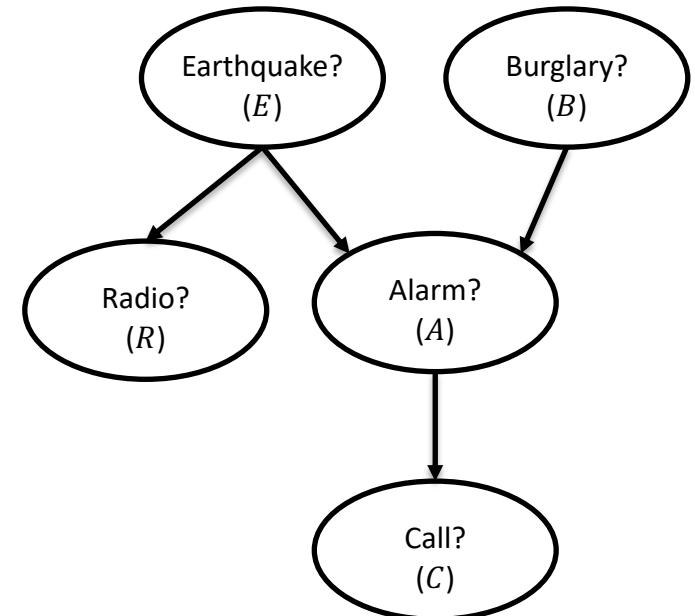 Earthquake?
(E)
Burglary?
(B)
Radio?
(R)
Alarm?
(A)
Call?
(C)